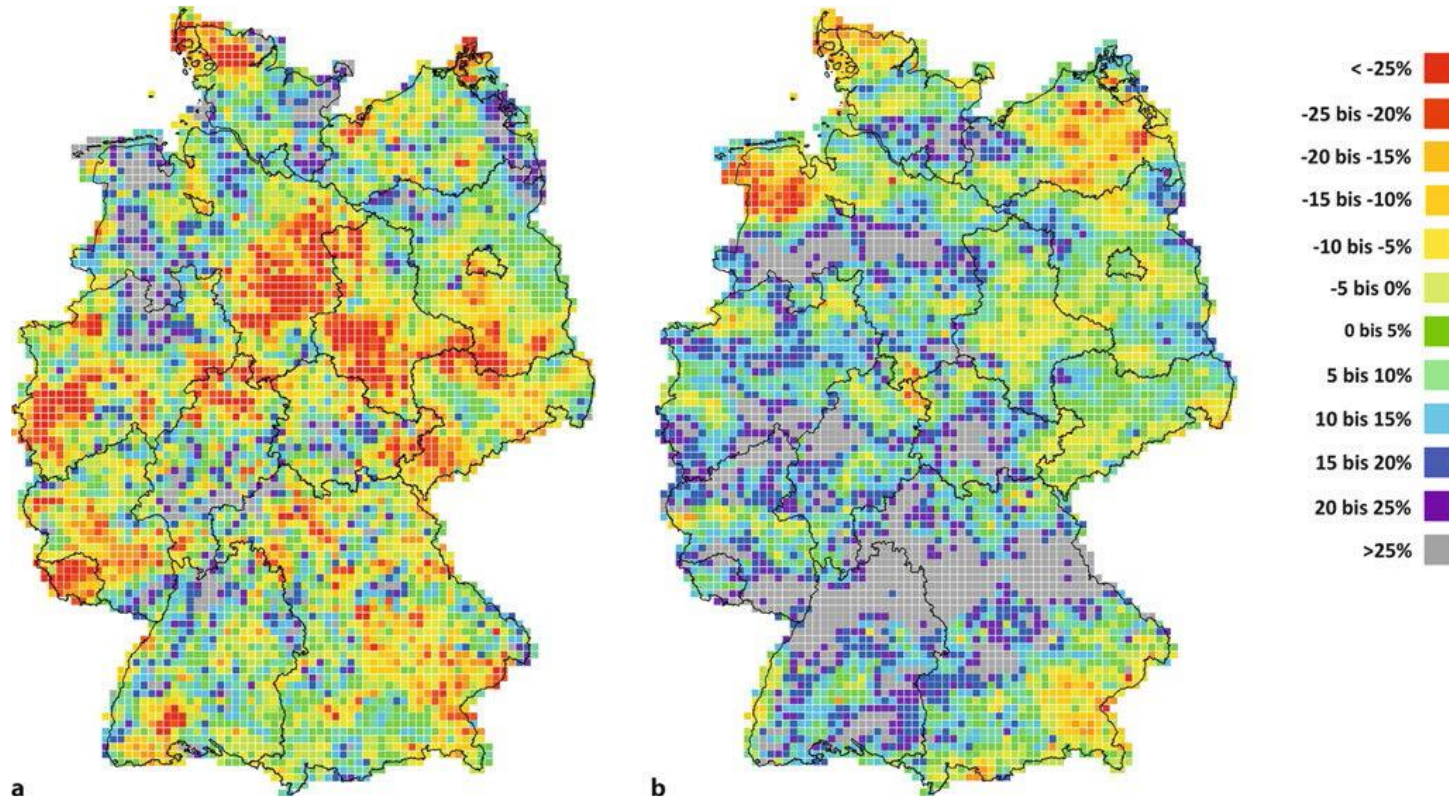 < -25%
-25 bis -20%
-20 bis -15%
-15 bis -10%
-10 bis -5%
-5 bis 0%
0 bis 5%
5 bis 10%
10 bis 15%
15 bis 20%
20 bis 25%
>25%
a
b